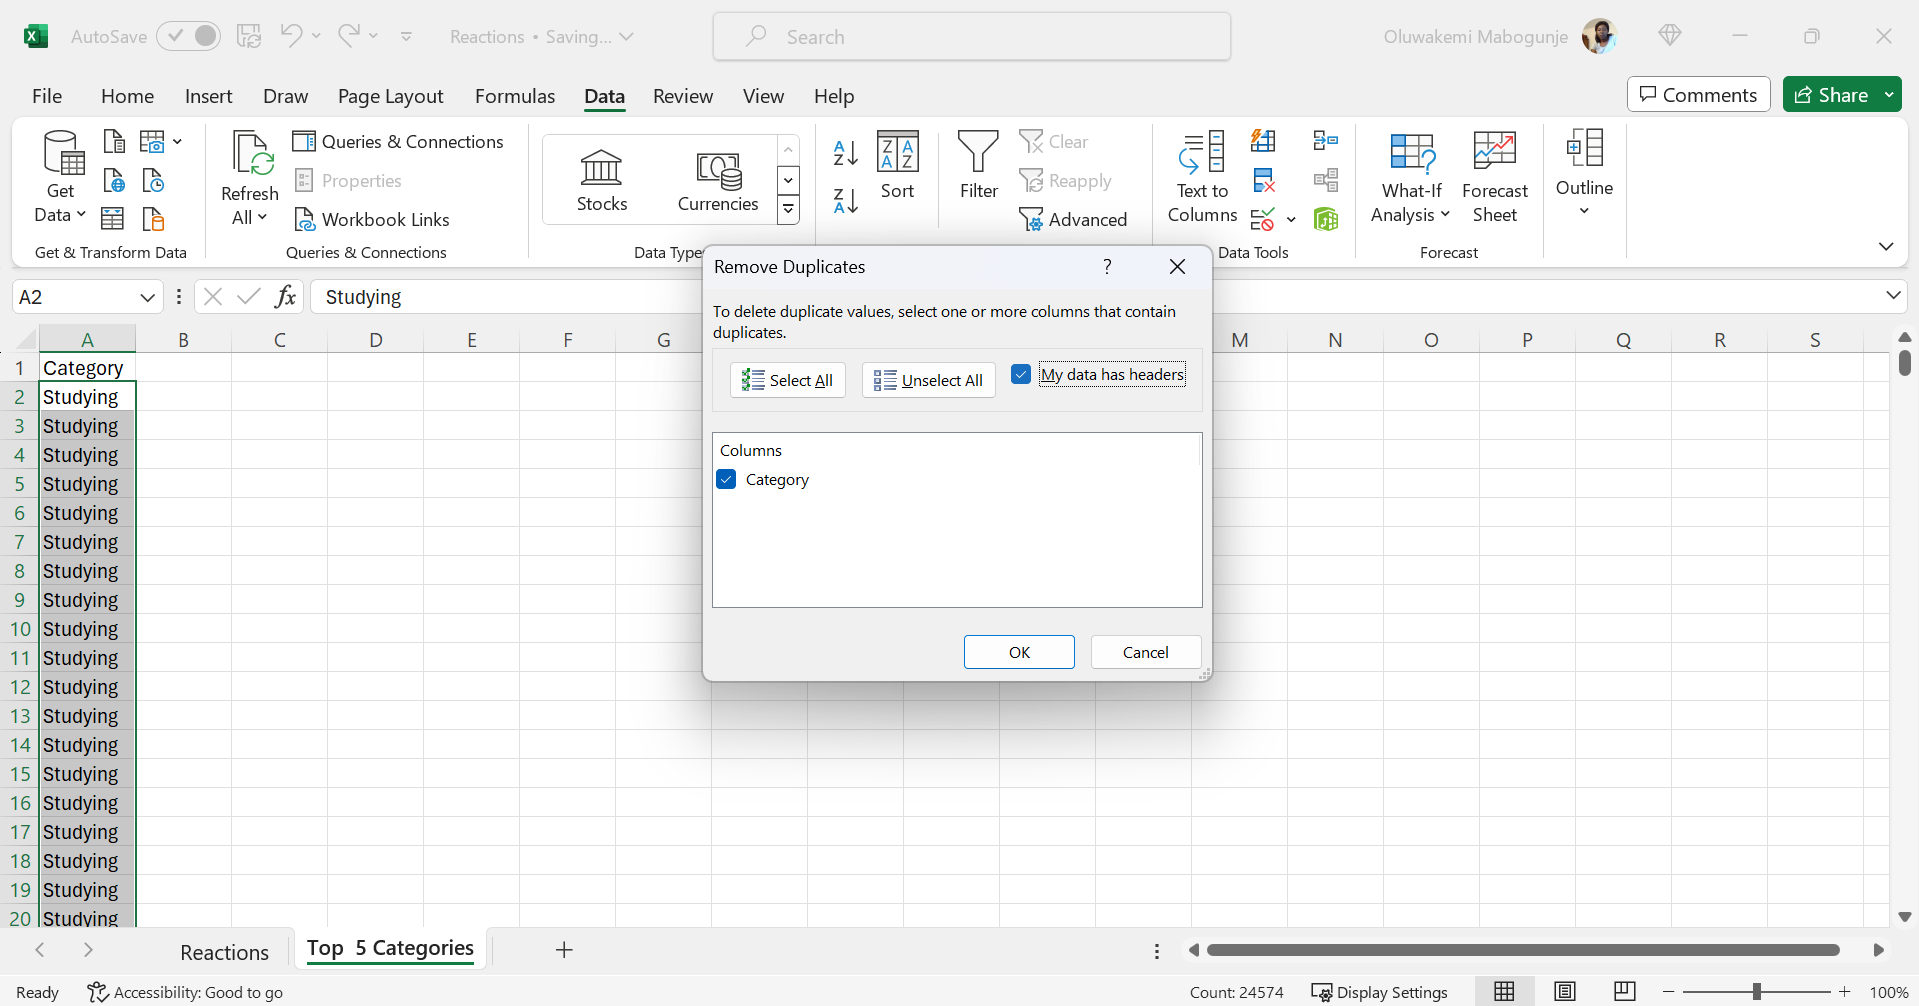 AutoSave
Reactions • Saving...
Search
Oluwakemi Mabogunje
File Home Insert Draw Page Layout Formulas Data Review View Help
Comments
Share
Get Data
Refresh All
Queries & Connections
Properties
Workbook Links
Stocks
Currencies
Sort
Filter
Clear
Reapply
Advanced
Text to Columns
What-If Analysis
Forecast Sheet
Outline
Get & Transform Data
Queries & Connections
Data Type
Data Tools
Forecast
A2
fx
Studying
Remove Duplicates
?
To delete duplicate values, select one or more columns that contain
duplicates.
Select All
Unselect All
My data has headers
Columns
Category
OK
Cancel
A B C D E F G M N O P Q R S
1 Category
2 Studying
3 Studying
4 Studying
5 Studying
6 Studying
7 Studying
8 Studying
9 Studying
10 Studying
11 Studying
12 Studying
13 Studying
14 Studying
15 Studying
16 Studying
17 Studying
18 Studying
19 Studying
20 Studying
Reactions
Top 5 Categories
Ready
Accessibility: Good to go
Count: 24574
Display Settings
100%